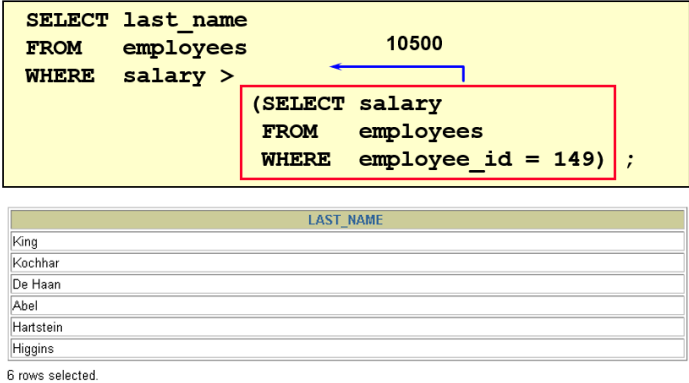 SELECT last_name
FROM employees
10500
WHERE salary >
(SELECT salary
FROM employees
WHERE employee_id = 149) ;
LAST_NAME
King
Kochhar
De Haan
Abel
Hartstein
Higgins
6 rows selected.